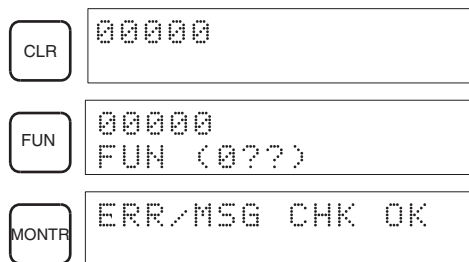 CLR
00000
FUN
00000
FUN (0??)
MONTR
ERR/MSG CHK OK